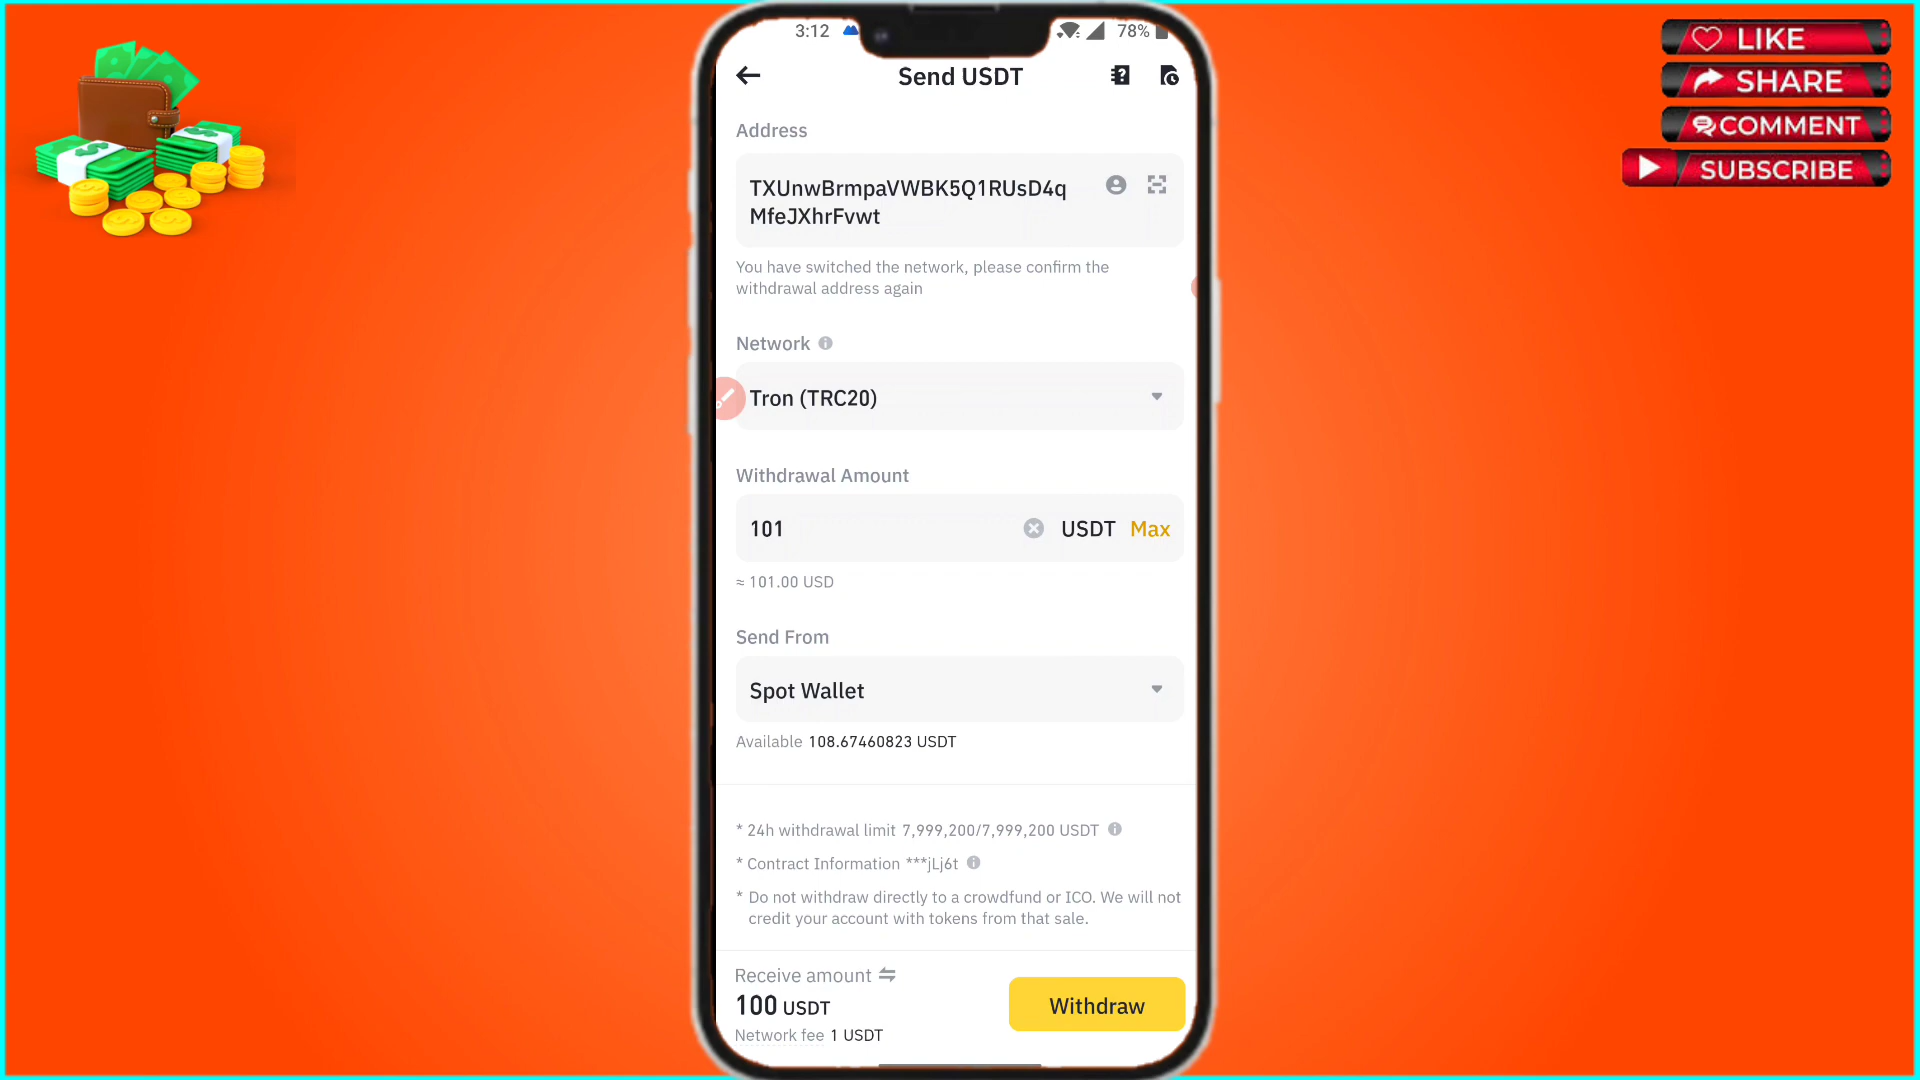 3:12
78%
Send USDT
Address
TXUnwBrmpaVWBK5Q1RUsD4q
MfeJXhrFvwt
You have switched the network, please confirm the
withdrawal address again
Network
Tron (TRC20)
Withdrawal Amount
101 USDT Max
≈ 101.00 USD
Send From
Spot Wallet
Available 108.67460823 USDT
* 24h withdrawal limit 7,999,200/7,999,200 USDT
* Contract Information ***jLj6t
* Do not withdraw directly to a crowdfund or ICO. We will not
credit your account with tokens from that sale.
Receive amount
100 USDT
Network fee 1 USDT
Withdraw
LIKE
SHARE
COMMENT
SUBSCRIBE